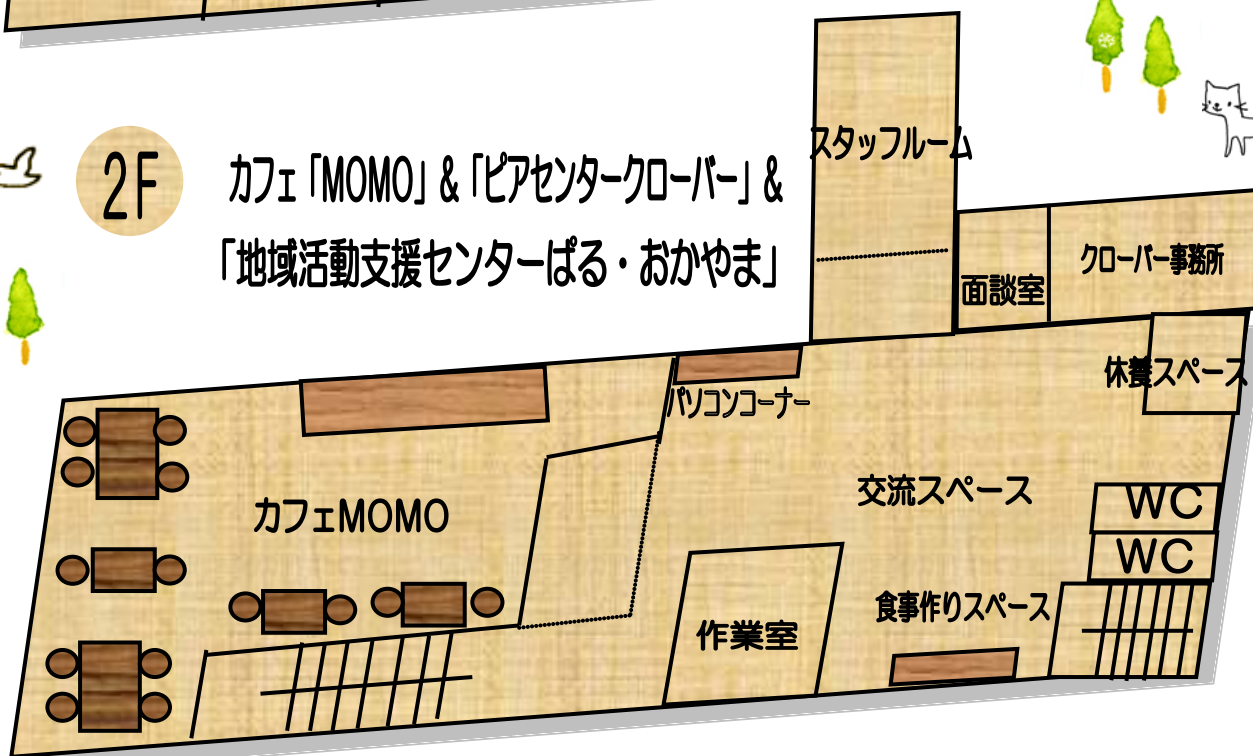 2F
カフェ「MOMO」&「ピアセンタークローバー」&
「地域活動支援センターぱる・おかやま」
スタッフルーム
面談室
クローバー事務所
休養スペース
パソコンコーナー
カフェMOMO
交流スペース
WC
WC
食事作りスペース
作業室